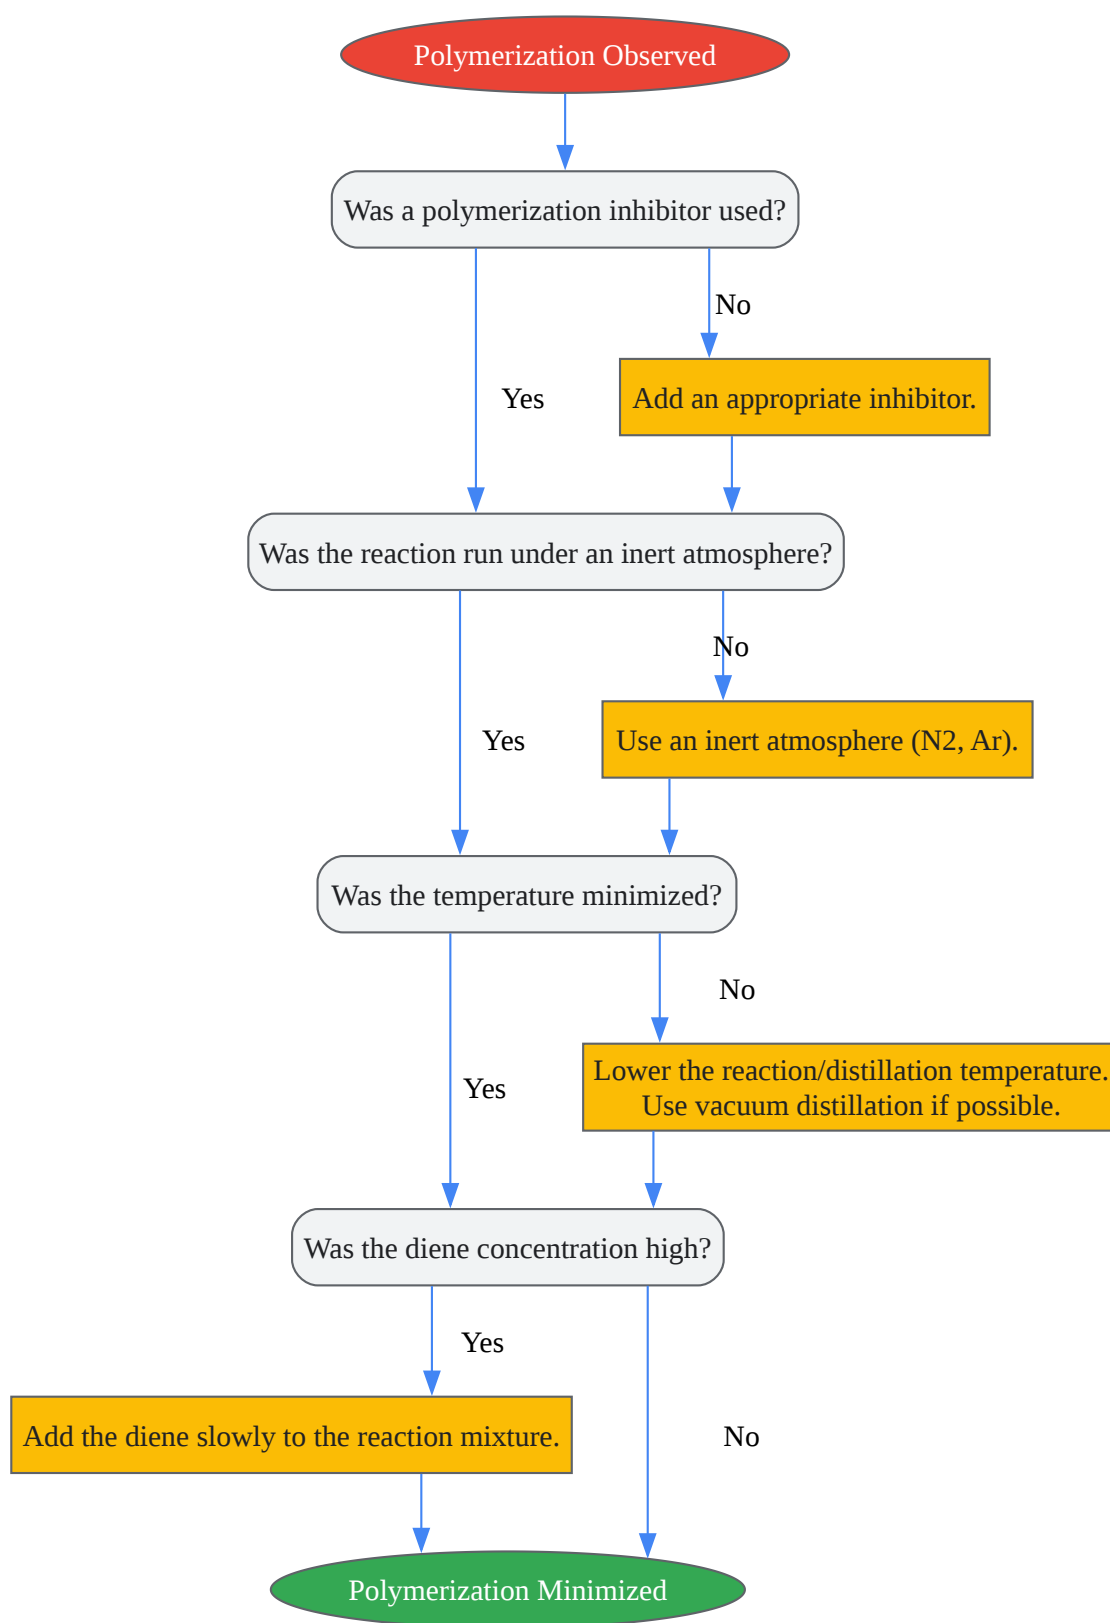 Polymerization Observed
Was a polymerization inhibitor used?
No
Yes
Add an appropriate inhibitor.
Was the reaction run under an inert atmosphere?
No
Yes
Use an inert atmosphere (N2, Ar).
Was the temperature minimized?
No
Yes
Lower the reaction/distillation temperature.
Use vacuum distillation if possible.
Was the diene concentration high?
Yes
Add the diene slowly to the reaction mixture.
No
Polymerization Minimized